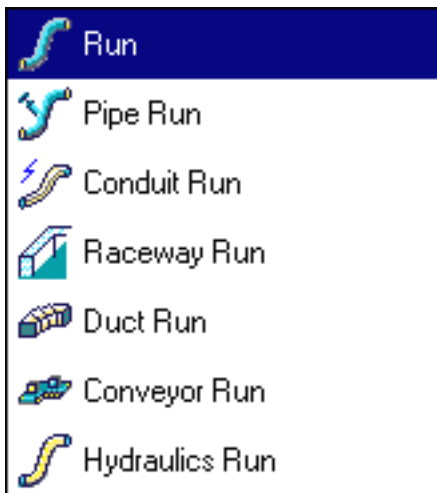 Run
Pipe Run
Conduit Run
Raceway Run
Duct Run
Conveyor Run
Hydraulics Run